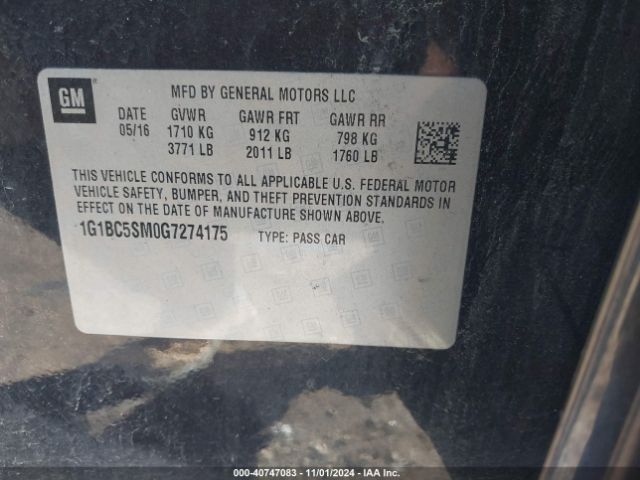 GM
MFD BY GENERAL MOTORS LLC
DATE GVWR GAWR FRT GAWR RR
05/16 1710 KG 912 KG 798 KG
3771 LB 2011 LB 1760 LB
THIS VEHICLE CONFORMS TO ALL APPLICABLE U.S. FEDERAL MOTOR
VEHICLE SAFETY, BUMPER, AND THEFT PREVENTION STANDARDS IN
EFFECT ON THE DATE OF MANUFACTURE SHOWN ABOVE.
1G1BC5SM0G7274175 TYPE: PASS CAR
000-40747083 - 11/01/2024 - IAA Inc.